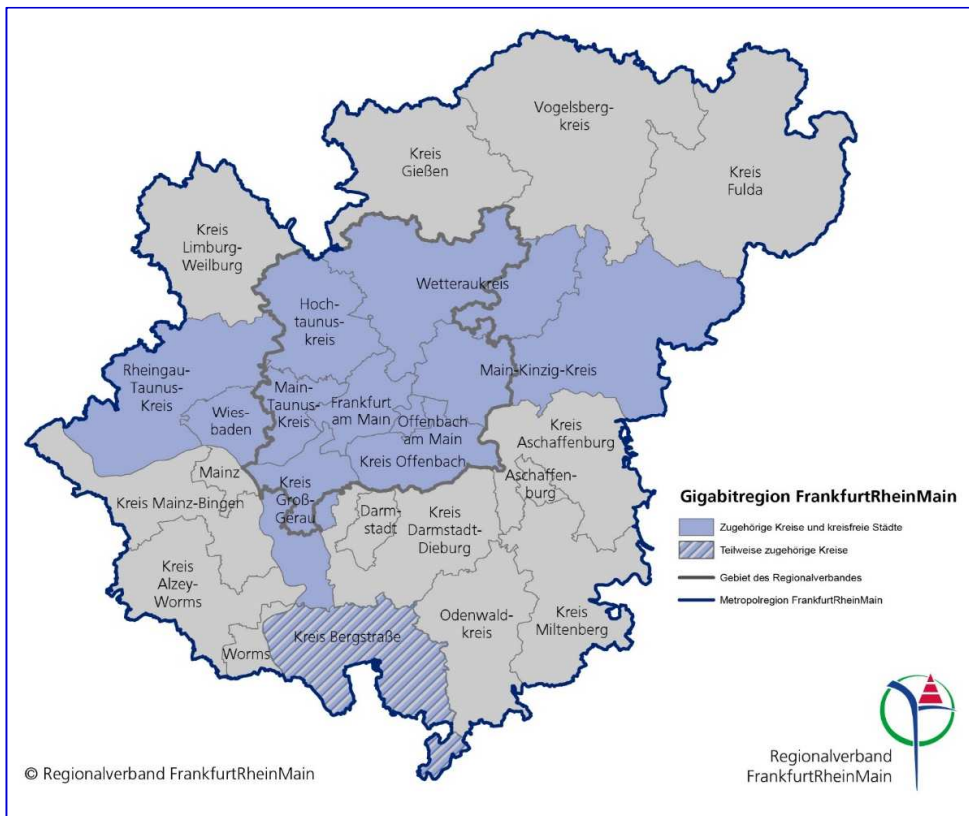 Vogelsberg-
kreis
Kreis
Gießen
Kreis
Fulda
Kreis
Limburg-
Weilburg
Wetteraukreis
Hoch-
taunus-
kreis
Rheingau-
Taunus-
Kreis
Main-Kinzig-Kreis
Main-
Taunus-
Kreis
Frankfurt
am Main
Wies-
baden
Offenbach
am Main
Kreis
Aschaffenburg
Kreis Offenbach
Mainz
Aschaffen-
burg
Kreis
Groß-
Gerau
Kreis Mainz-Bingen
Darm-
stadt
Kreis
Darmstadt-
Dieburg
Kreis
Alzey-
Worms
Odenwald-
kreis
Kreis
Miltenberg
Kreis Bergstraße
Worms
Gigabitregion FrankfurtRheinMain
Zugehörige Kreise und kreisfreie Städte
Teilweise zugehörige Kreise
Gebiet des Regionalverbandes
Metropolregion FrankfurtRheinMain
© Regionalverband FrankfurtRheinMain
Regionalverband
FrankfurtRheinMain